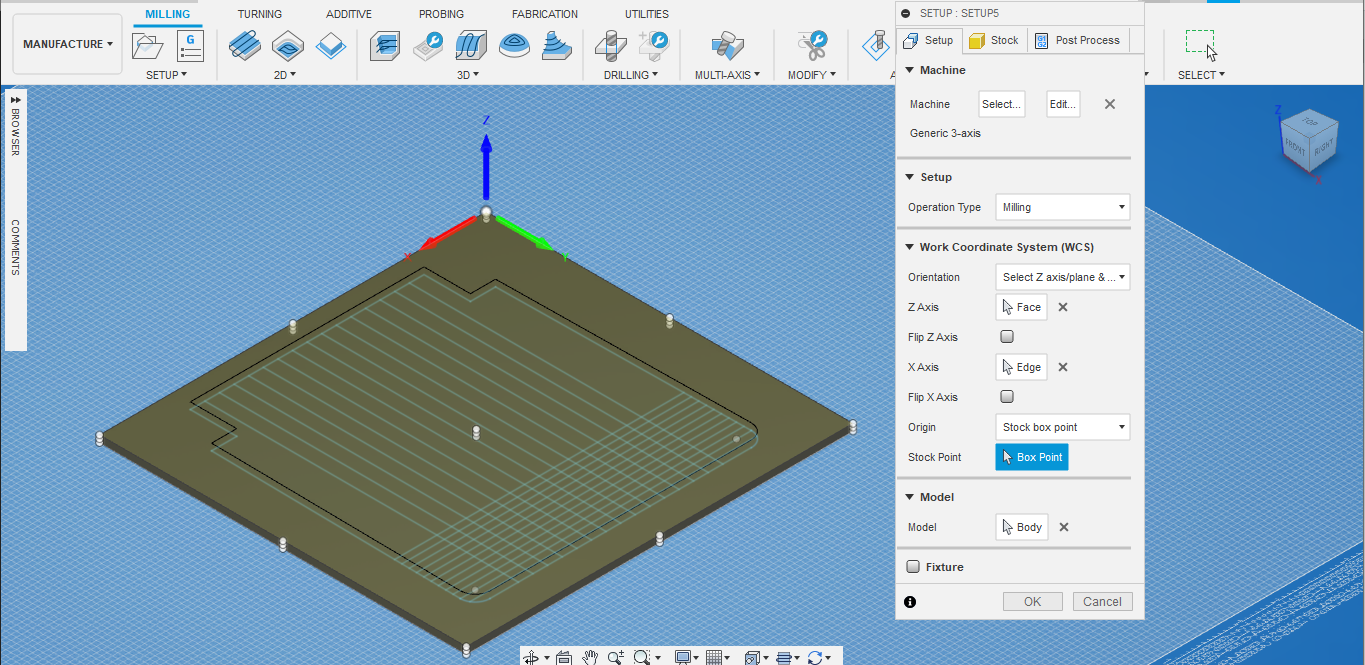 MILLING TURNING ADDITIVE PROBING FABRICATION UTILITIES
MANUFACTURE
G
SETUP 2D 3D DRILLING MULTI-AXIS MODIFY SELECT
BROWSER
COMMENTS
Z
X
Y
SETUP : SETUP5
Setup Stock G1 G2 Post Process
Machine
Machine Select... Edit...
Generic 3-axis
Setup
Operation Type Milling
Work Coordinate System (WCS)
Orientation Select Z axis/plane & ...
Z Axis Face
Flip Z Axis
X Axis Edge
Flip X Axis
Origin Stock box point
Stock Point Box Point
Model
Model Body
Fixture
OK Cancel
Z
TOP
FRONT RIGHT
X